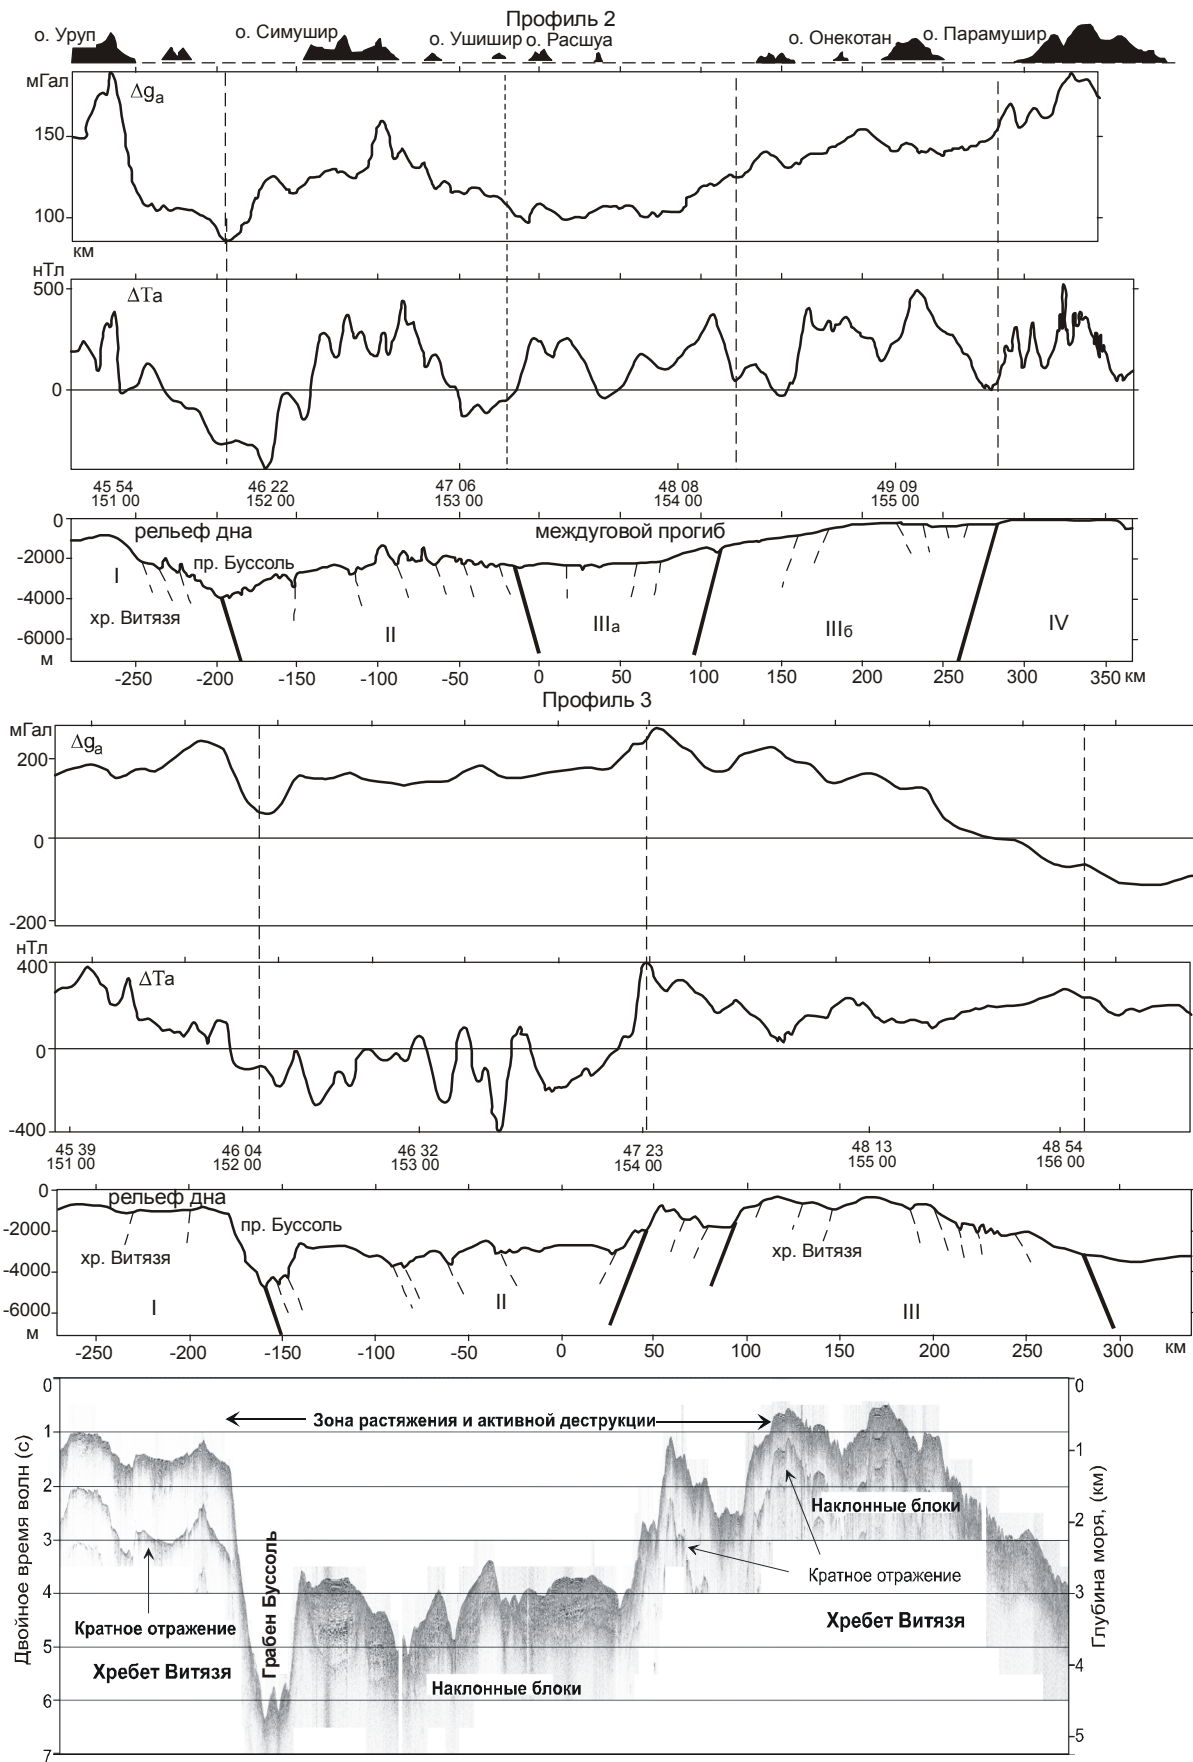 Профиль 2
о. Уруп
о. Симушир
о. Ушишир
о. Расшуа
о. Онекотан
о. Парамушир
мГал
Δgа
150
100
км
-250 -200 -150 -100 -50 0 50 100 150 200 250 300 350 км
нТл
500
ΔTа
0
45 54 46 22 47 06 48 08 49 09
151 00 152 00 153 00 154 00 155 00
0
рельеф дна
междуговой прогиб
-2000
I
пр. Буссоль
-4000
хр. Витязя
II
IIIа
IIIб
IV
-6000
м
Профиль 3
мГал
Δgа
200
0
-200
нТл
400
ΔTа
0
-400
45 39 46 04 46 32 47 23 48 13 48 54
151 00 152 00 153 00 154 00 155 00 156 00
0
рельеф дна
-2000
пр. Буссоль
хр. Витязя
хр. Витязя
-4000
-6000
I
II
III
м
-250 -200 -150 -100 -50 0 50 100 150 200 250 300 км
0
1
2
3
4
5
6
7
Двойное время волн (с)
Зона растяжения и активной деструкции
Наклонные блоки
Кратное отражение
Кратное отражение
Хребет Витязя
Хребет Витязя
Грабен Буссоль
Наклонные блоки
0
1
2
3
4
5
Глубина моря, (км)